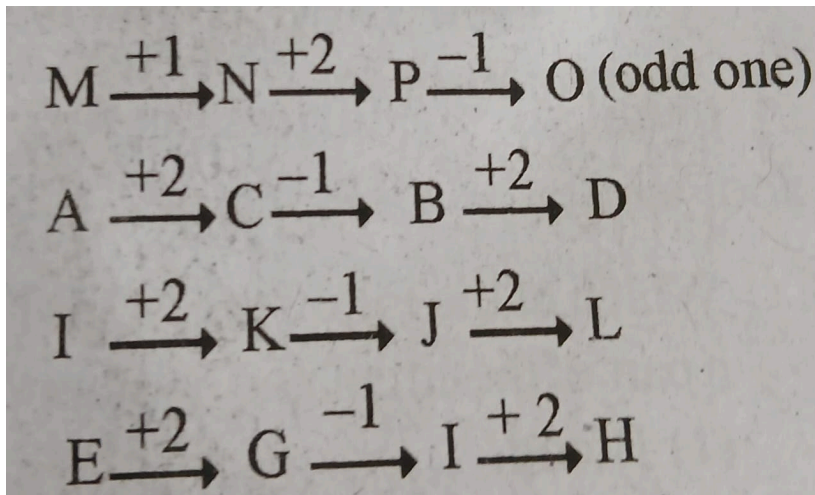 M +1→ N +2→ P −1→ O (odd one)
A +2→ C −1→ B +2→ D
I +2→ K −1→ J +2→ L
E +2→ G −1→ I + 2→ H